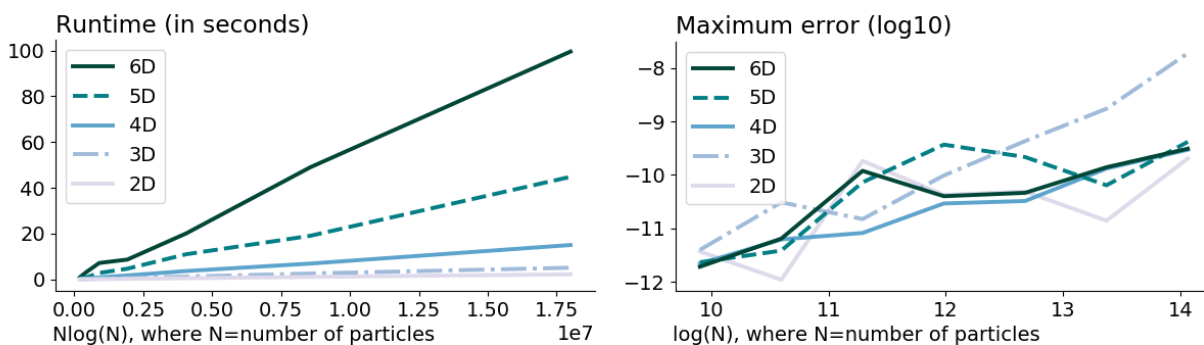 Runtime (in seconds)
100
80
60
40
20
0
6D
5D
4D
3D
2D
0.00 0.25 0.50 0.75 1.00 1.25 1.50 1.75
1e7
Nlog(N), where N=number of particles
Maximum error (log10)
−8
−9
−10
−11
−12
6D
5D
4D
3D
2D
10 11 12 13 14
log(N), where N=number of particles